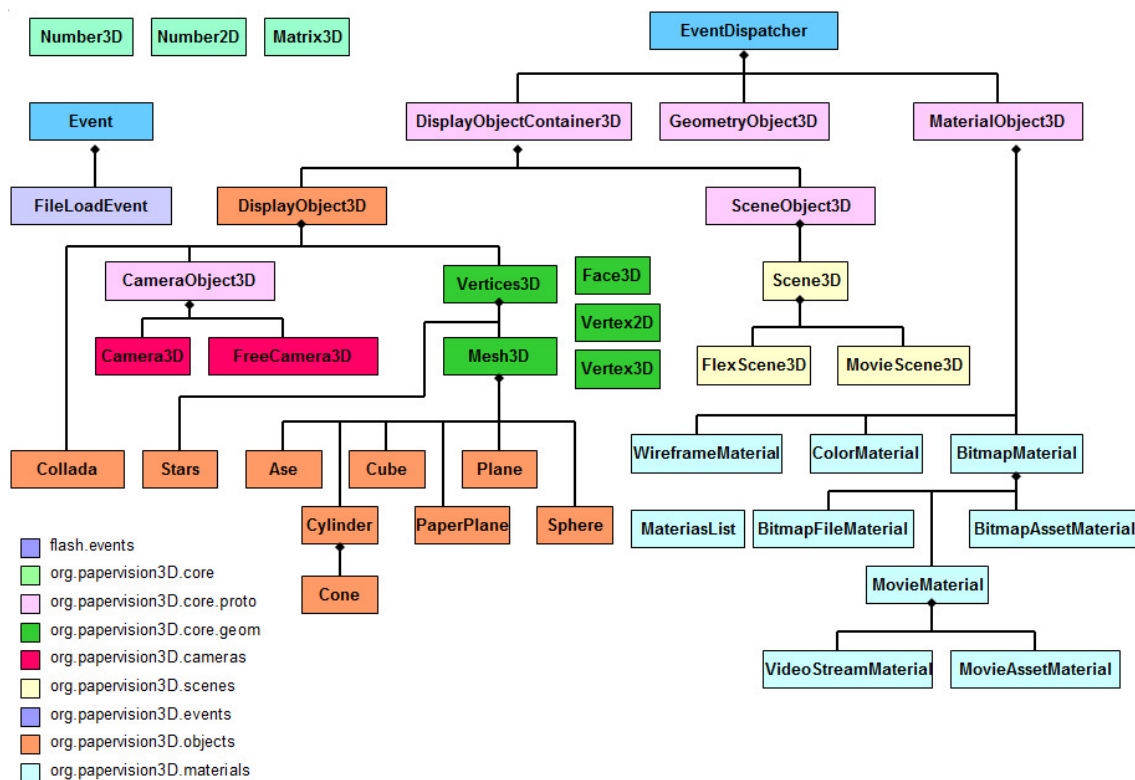 Number3D
Number2D
Matrix3D
EventDispatcher
Event
DisplayObjectContainer3D
GeometryObject3D
MaterialObject3D
FileLoadEvent
DisplayObject3D
SceneObject3D
CameraObject3D
Vertices3D
Face3D
Scene3D
Vertex2D
Camera3D
FreeCamera3D
Mesh3D
Vertex3D
FlexScene3D
MovieScene3D
Collada
Stars
Ase
Cube
Plane
WireframeMaterial
ColorMaterial
BitmapMaterial
Cylinder
PaperPlane
Sphere
MateriasList
BitmapFileMaterial
BitmapAssetMaterial
Cone
MovieMaterial
VideoStreamMaterial
MovieAssetMaterial
flash.events
org.papervision3D.core
org.papervision3D.core.proto
org.papervision3D.core.geom
org.papervision3D.cameras
org.papervision3D.scenes
org.papervision3D.events
org.papervision3D.objects
org.papervision3D.materials